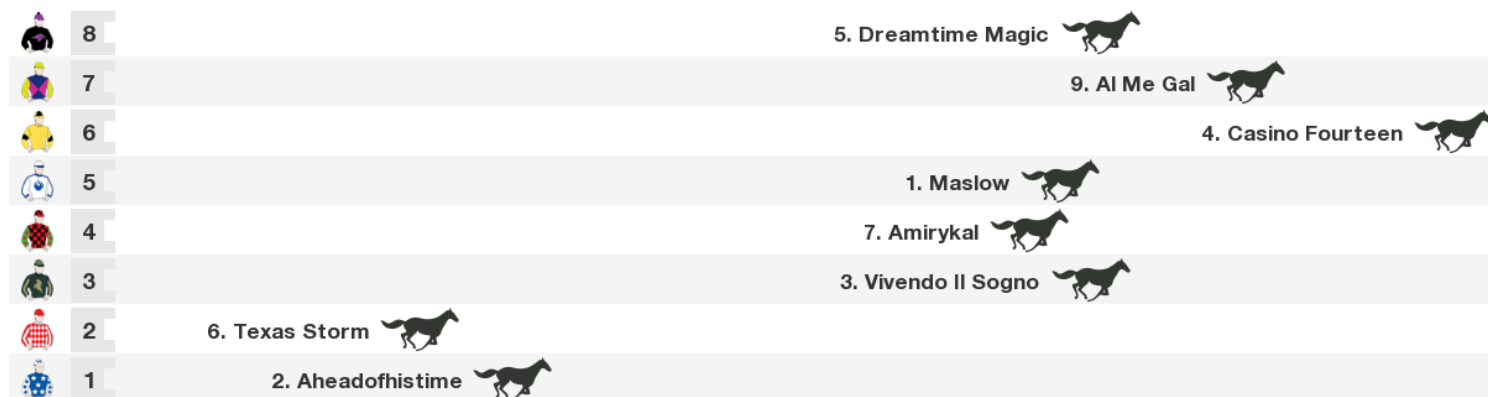 8 5. Dreamtime Magic
7 9. Al Me Gal
6 4. Casino Fourteen
5 1. Maslow
4 7. Amirykal
3 3. Vivendo Il Sogno
2 6. Texas Storm
1 2. Aheadofhistime